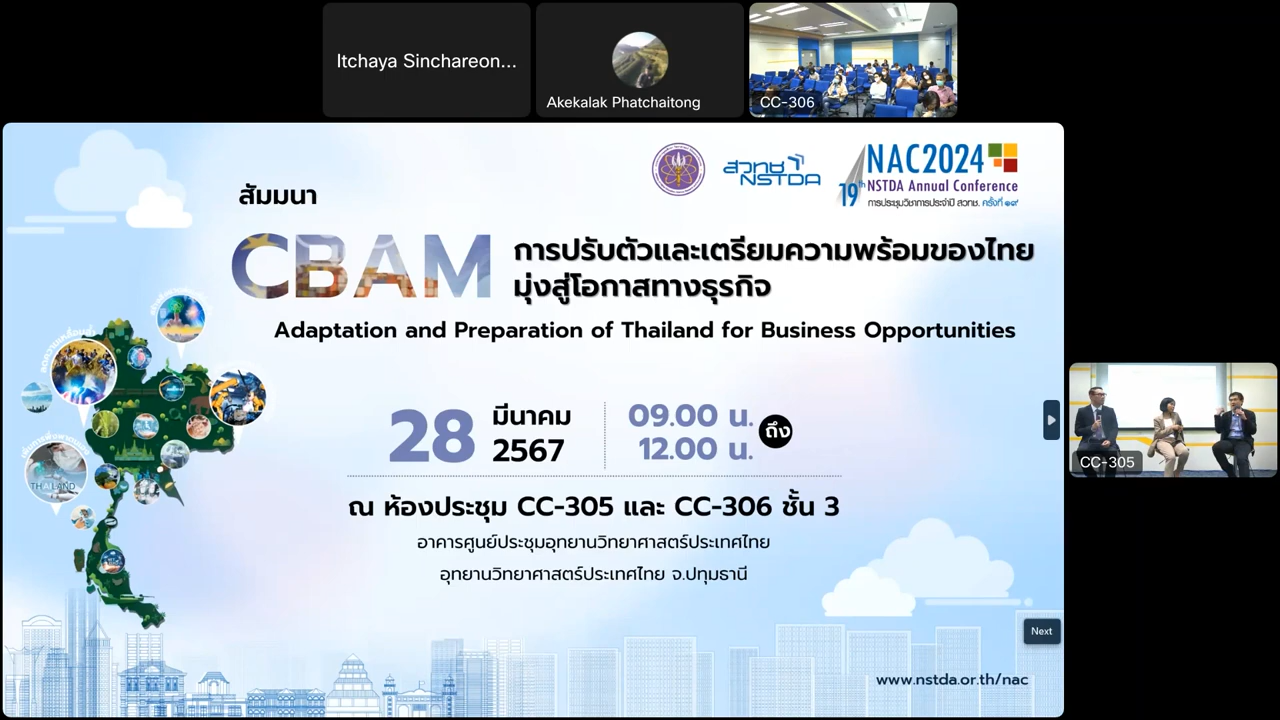 Itchaya Sinchareon...
Akekalak Phatchaitong
CC-306
สวทช
NSTDA
NAC2024
19th NSTDA Annual Conference
การประชุมวิชาการประจำปี สวทช. ครั้งที่ ๑๙
สัมมนา
CBAM
การปรับตัวและเตรียมความพร้อมของไทย
มุ่งสู่โอกาสทางธุรกิจ
Adaptation and Preparation of Thailand for Business Opportunities
28 มีนาคม
2567
09.00 น.
ถึง
12.00 น.
ณ ห้องประชุม CC-305 และ CC-306 ชั้น 3
อาคารศูนย์ประชุมอุทยานวิทยาศาสตร์ประเทศไทย
อุทยานวิทยาศาสตร์ประเทศไทย จ.ปทุมธานี
THAILAND
CC-305
Next
www.nstda.or.th/nac